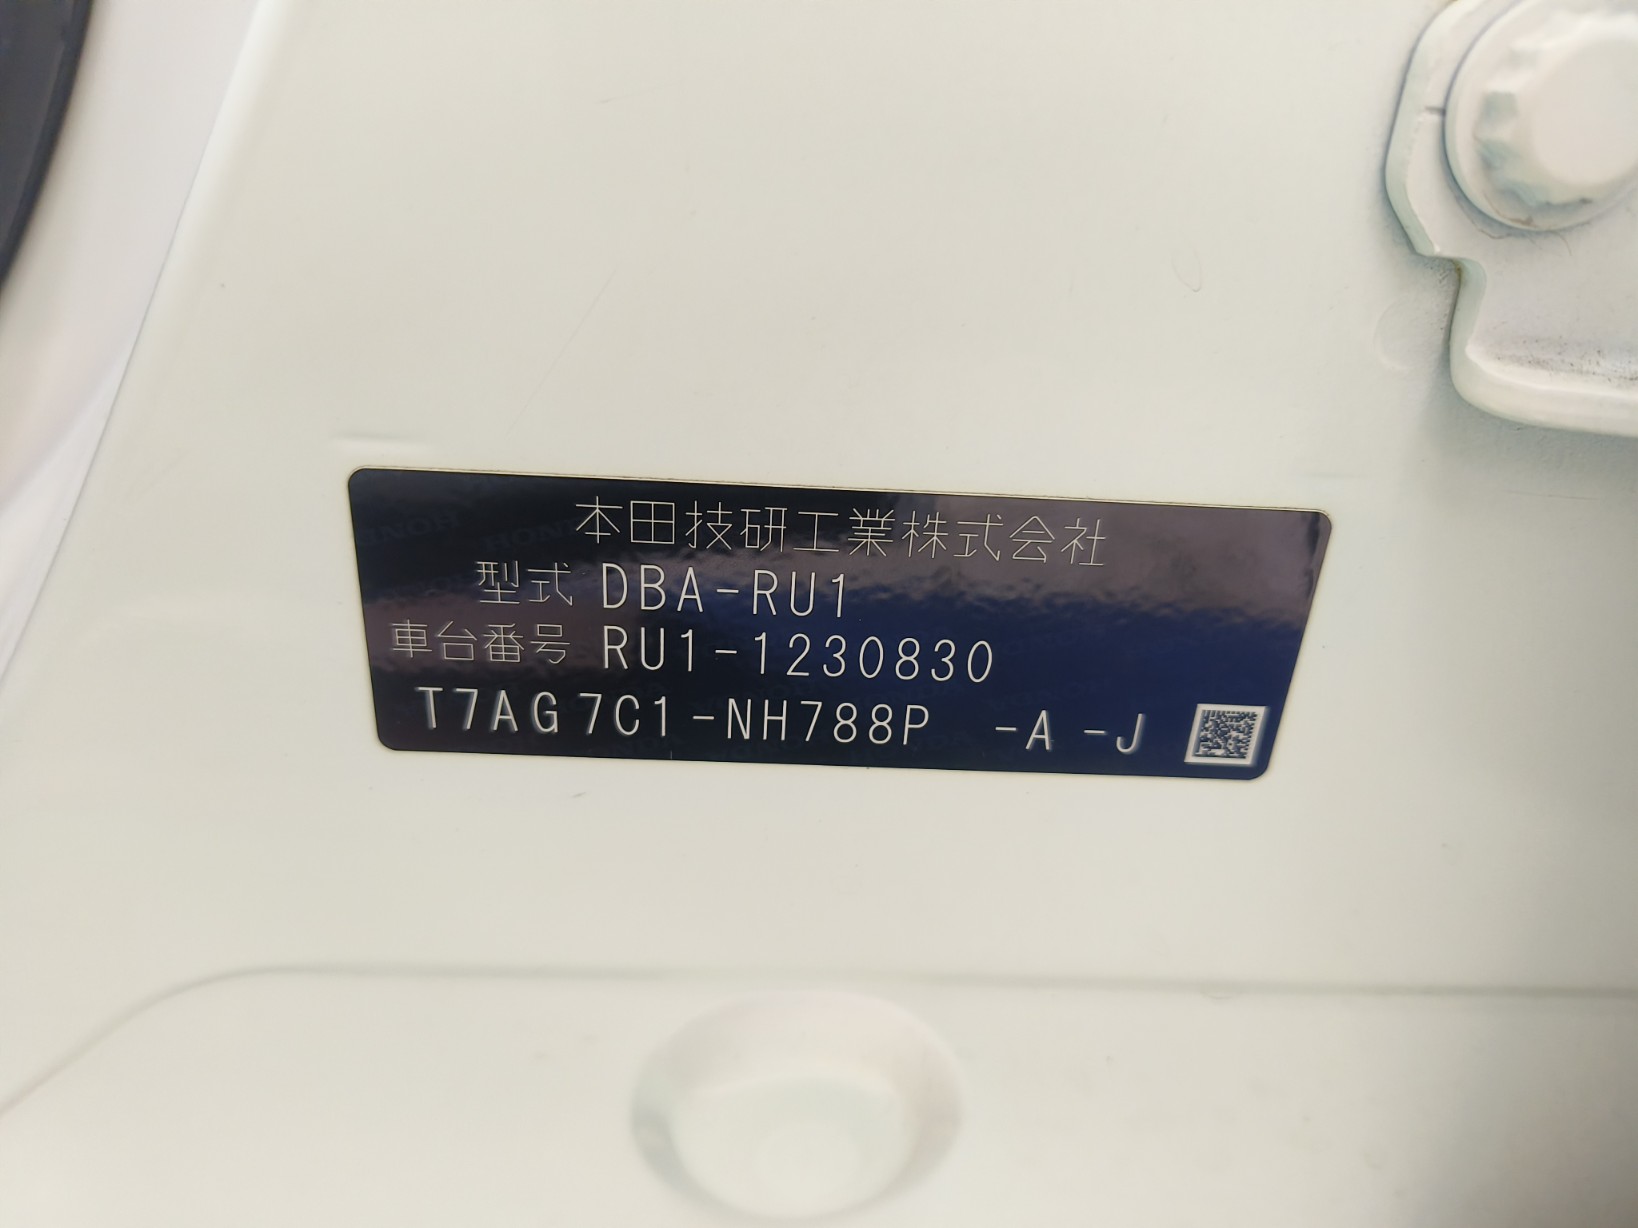 本田技研工業株式会社
型式 DBA-RU1
車台番号 RU1-1230830
T7AG7C1-NH788P -A -J